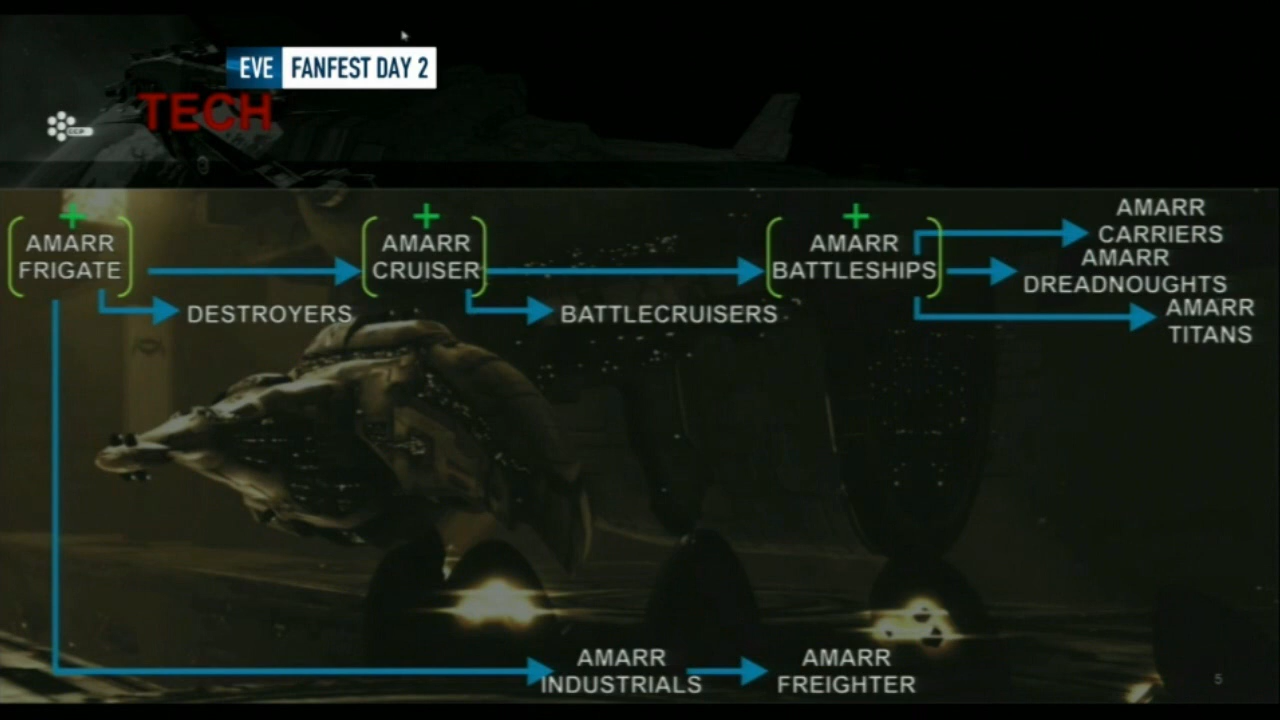 EVE FANFEST DAY 2
TECH
CCP
AMARR
FRIGATE
DESTROYERS
AMARR
CRUISER
BATTLECRUISERS
AMARR
BATTLESHIPS
AMARR
CARRIERS
AMARR
DREADNOUGHTS
AMARR
TITANS
AMARR
INDUSTRIALS
AMARR
FREIGHTER
5